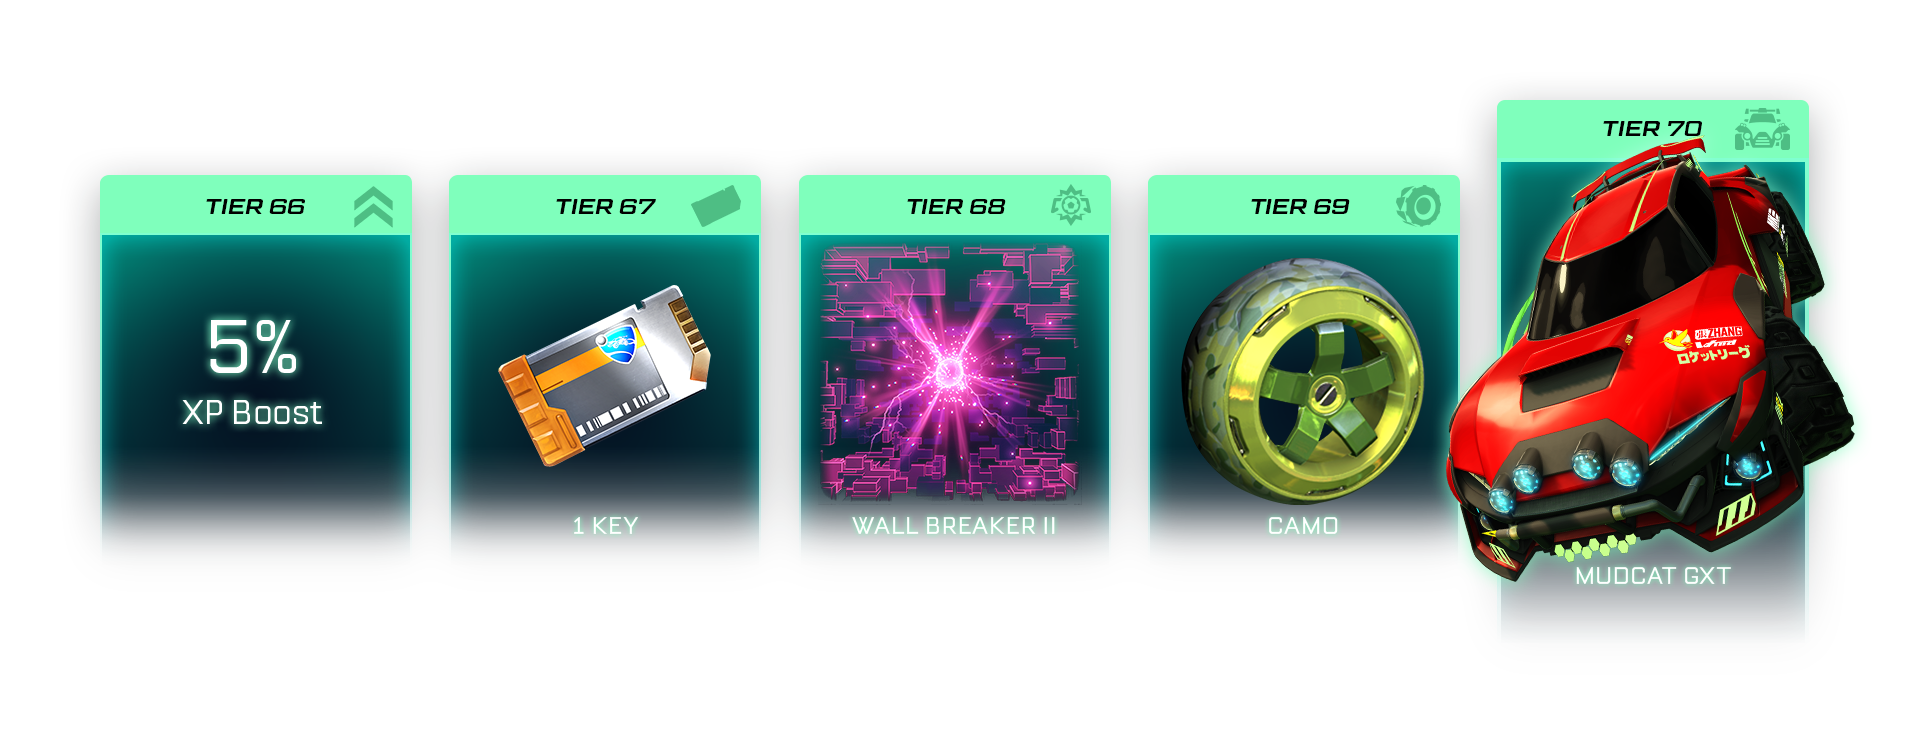 TIER 66
5%
XP Boost
TIER 67
1 KEY
TIER 68
WALL BREAKER II
TIER 69
CAMO
TIER 70
ZHANG
ロケットリーグ
MUDCAT GXT